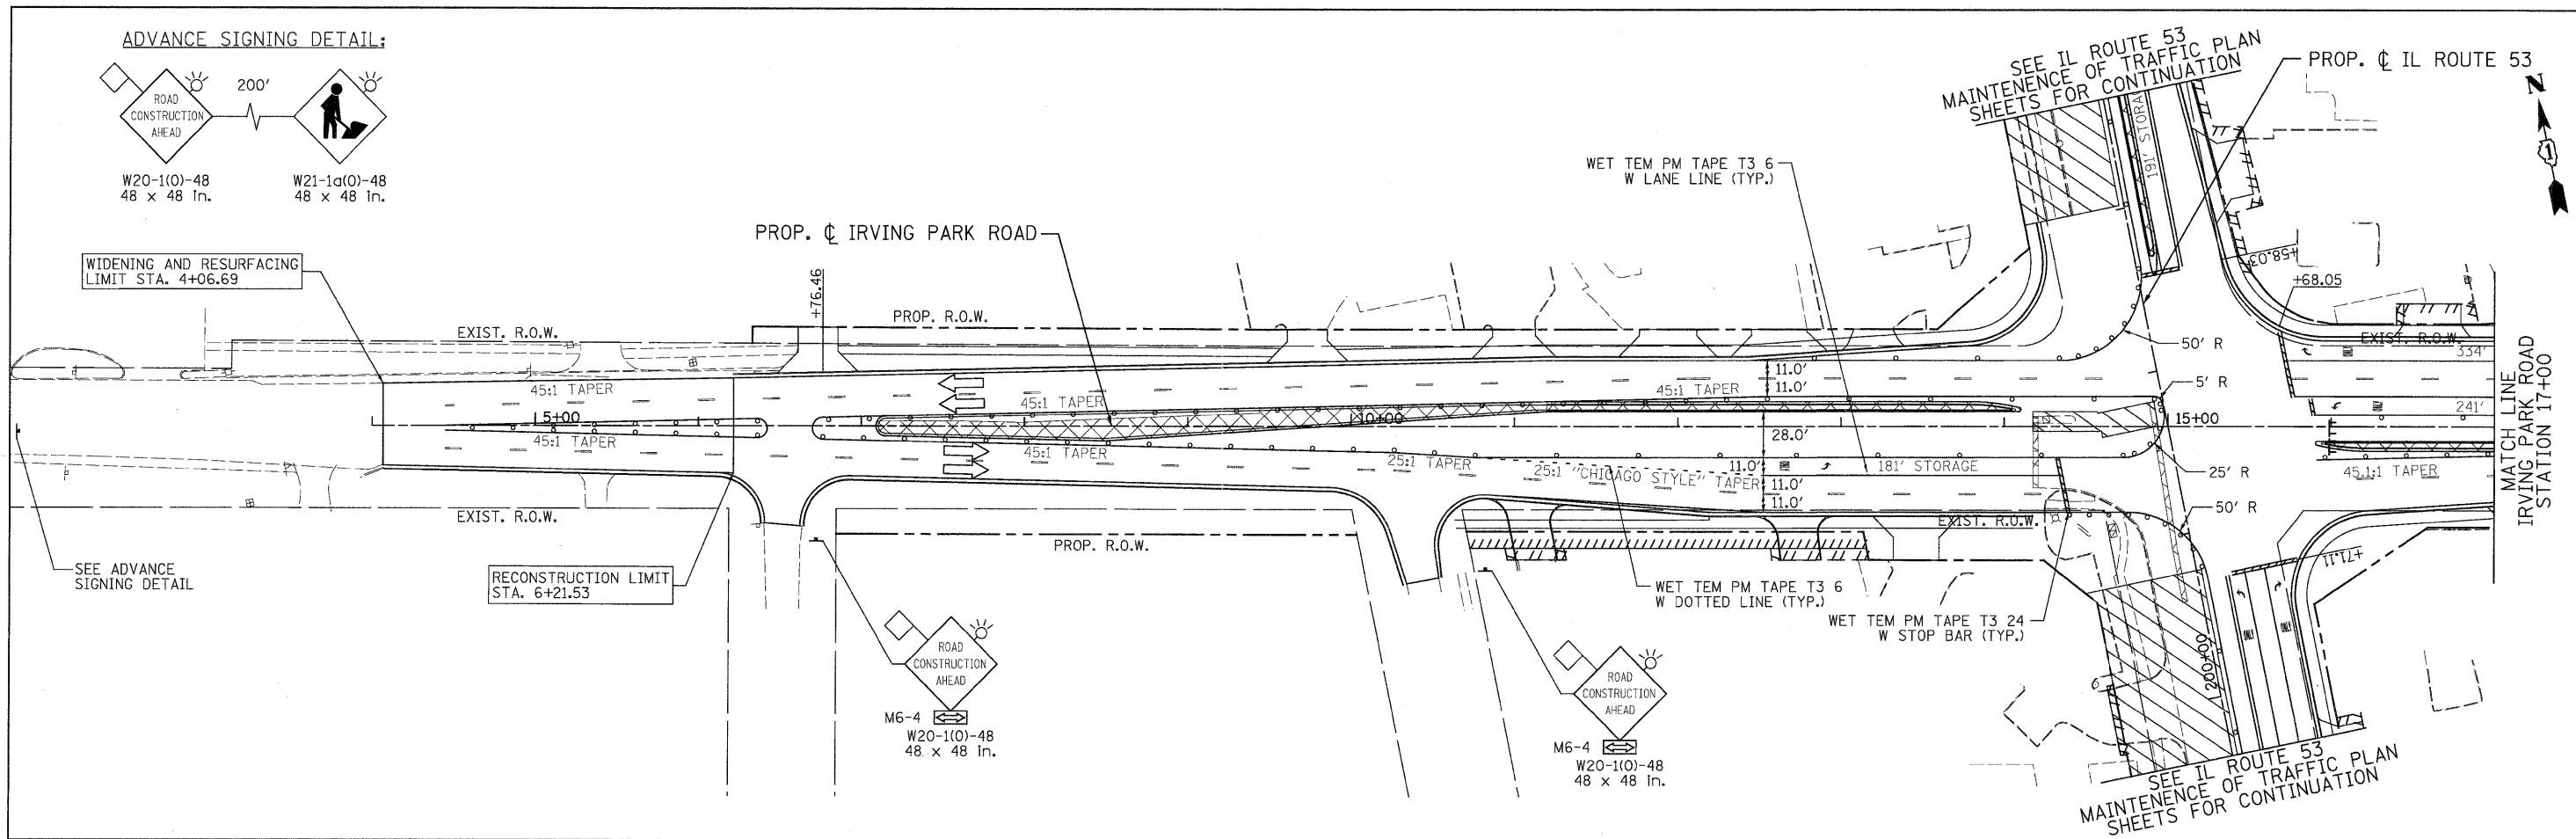 ADVANCE SIGNING DETAIL:
ROAD
CONSTRUCTION
AHEAD
200'
W20-1(O)-48
48 x 48 in.
W21-1a(O)-48
48 x 48 in.
WIDENING AND RESURFACING
LIMIT STA. 4+06.69
EXIST. R.O.W.
PROP. ℄ IRVING PARK ROAD
+76.46
PROP. R.O.W.
WET TEM PM TAPE T3 6
W LANE LINE (TYP.)
SEE IL ROUTE 53
MAINTENENCE OF TRAFFIC PLAN
SHEETS FOR CONTINUATION
PROP. ℄ IL ROUTE 53
N
1
191' STORA
+58.03
+68.05
EXIST. R.O.W.
334'
50' R
5' R
241'
15+00
25' R
45.1:1 TAPER
50' R
+71.11
MATCH LINE
IRVING PARK ROAD
STATION 17+00
45:1 TAPER
5+00
45:1 TAPER
45:1 TAPER
45:1 TAPER
45:1 TAPER
10+00
11.0'
11.0'
28.0'
25:1 TAPER
25:1 "CHICAGO STYLE" TAPER
11.0'
11.0'
11.0'
181' STORAGE
EXIST. R.O.W.
EXIST. R.O.W.
PROP. R.O.W.
SEE ADVANCE
SIGNING DETAIL
RECONSTRUCTION LIMIT
STA. 6+21.53
ROAD
CONSTRUCTION
AHEAD
M6-4
W20-1(O)-48
48 x 48 in.
WET TEM PM TAPE T3 6
W DOTTED LINE (TYP.)
WET TEM PM TAPE T3 24
W STOP BAR (TYP.)
ROAD
CONSTRUCTION
AHEAD
M6-4
W20-1(O)-48
48 x 48 in.
ONLY
ONLY
200+00
SEE IL ROUTE 53
MAINTENENCE OF TRAFFIC PLAN
SHEETS FOR CONTINUATION